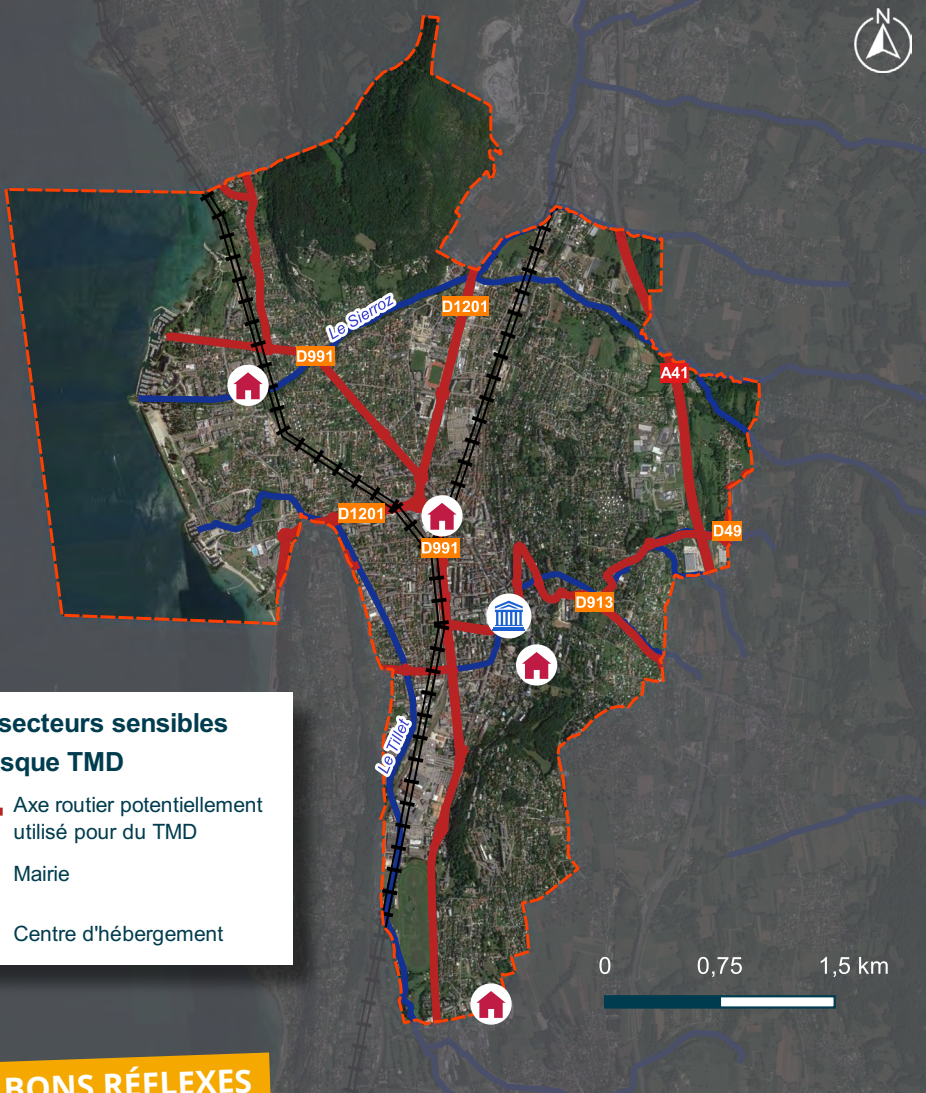 N
Le Sierroz
D1201
D991
A41
D1201
D49
D991
D913
Le Tillet
secteurs sensibles
sque TMD
Axe routier potentiellement
utilisé pour du TMD
Mairie
Centre d'hébergement
0 0,75 1,5 km
BONS RÉFLEXES